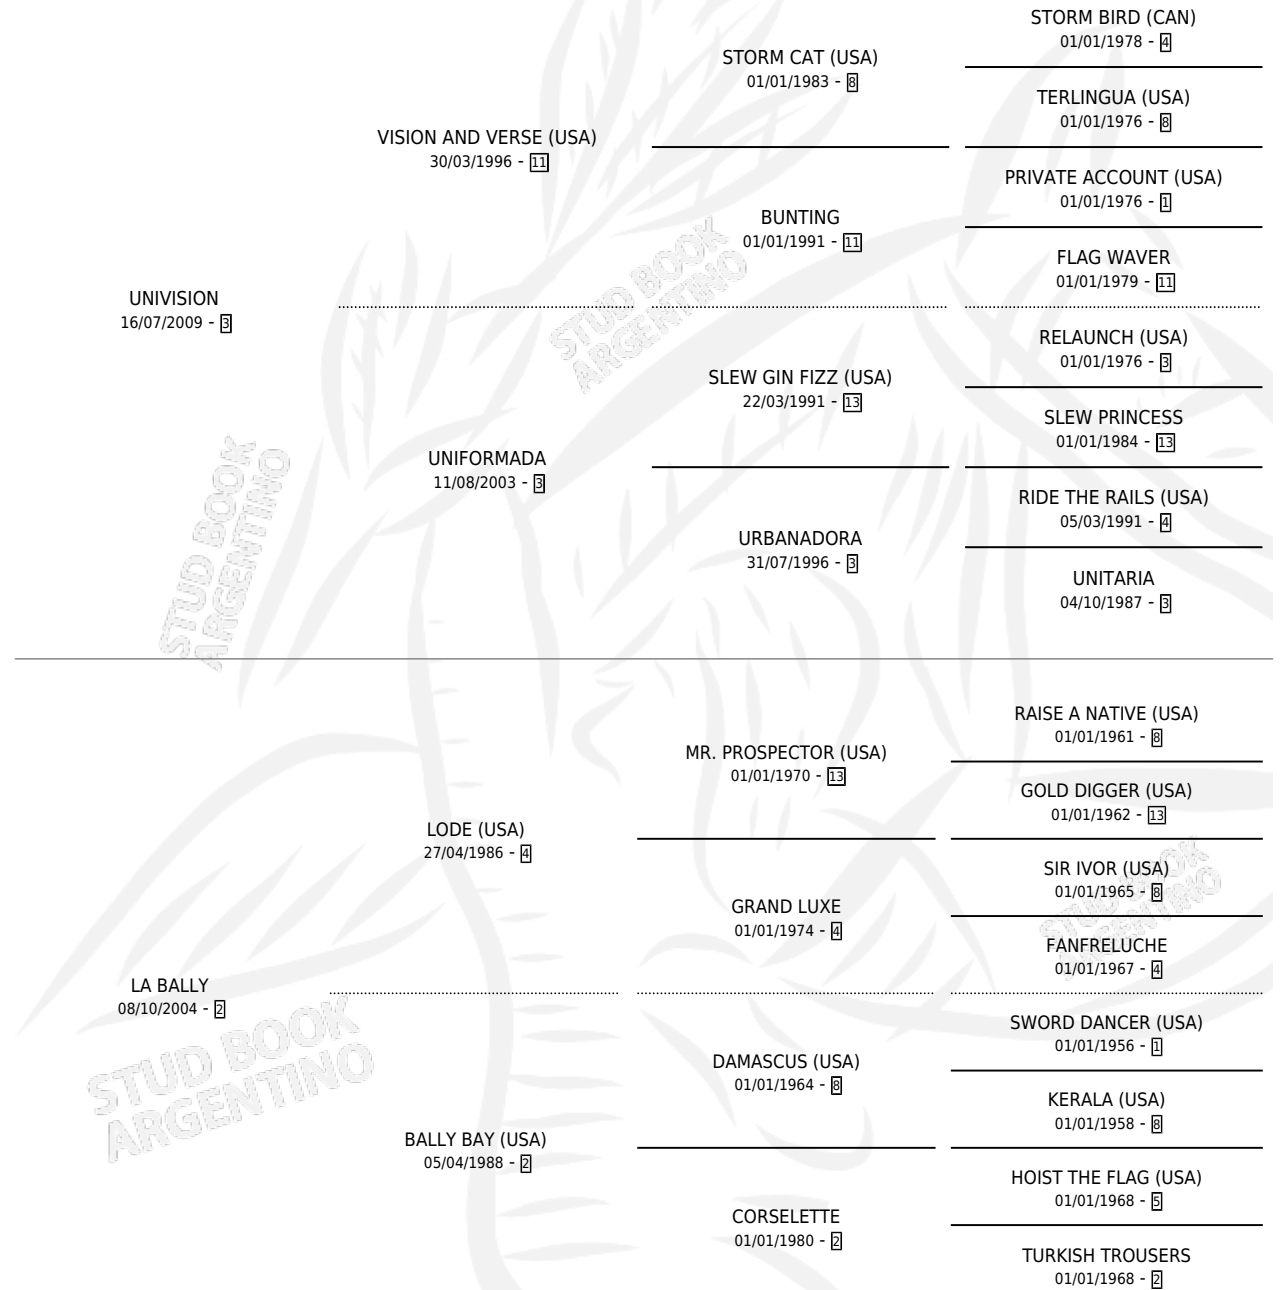 STORM BIRD (CAN)
01/01/1978 - 4
STORM CAT (USA)
01/01/1983 - 8
TERLINGUA (USA)
01/01/1976 - 8
VISION AND VERSE (USA)
30/03/1996 - 11
PRIVATE ACCOUNT (USA)
01/01/1976 - 1
BUNTING
01/01/1991 - 11
FLAG WAVER
01/01/1979 - 11
UNIVISION
16/07/2009 - 3
STUD BOOK
ARGENTINO
RELAUNCH (USA)
01/01/1976 - 3
SLEW GIN FIZZ (USA)
22/03/1991 - 13
SLEW PRINCESS
01/01/1984 - 13
UNIFORMADA
11/08/2003 - 3
RIDE THE RAILS (USA)
05/03/1991 - 4
URBANADORA
31/07/1996 - 3
UNITARIA
04/10/1987 - 3
STUD BOOK
ARGENTINO
RAISE A NATIVE (USA)
01/01/1961 - 8
MR. PROSPECTOR (USA)
01/01/1970 - 13
GOLD DIGGER (USA)
01/01/1962 - 13
LODE (USA)
27/04/1986 - 4
SIR IVOR (USA)
01/01/1965 - 8
GRAND LUXE
01/01/1974 - 4
STUD BOOK
ARGENTINO
FANFRELUCHE
01/01/1967 - 4
LA BALLY
08/10/2004 - 2
STUD BOOK
ARGENTINO
SWORD DANCER (USA)
01/01/1956 - 1
DAMASCUS (USA)
01/01/1964 - 8
KERALA (USA)
01/01/1958 - 8
BALLY BAY (USA)
05/04/1988 - 2
HOIST THE FLAG (USA)
01/01/1968 - 5
CORSELETTE
01/01/1980 - 2
TURKISH TROUSERS
01/01/1968 - 2